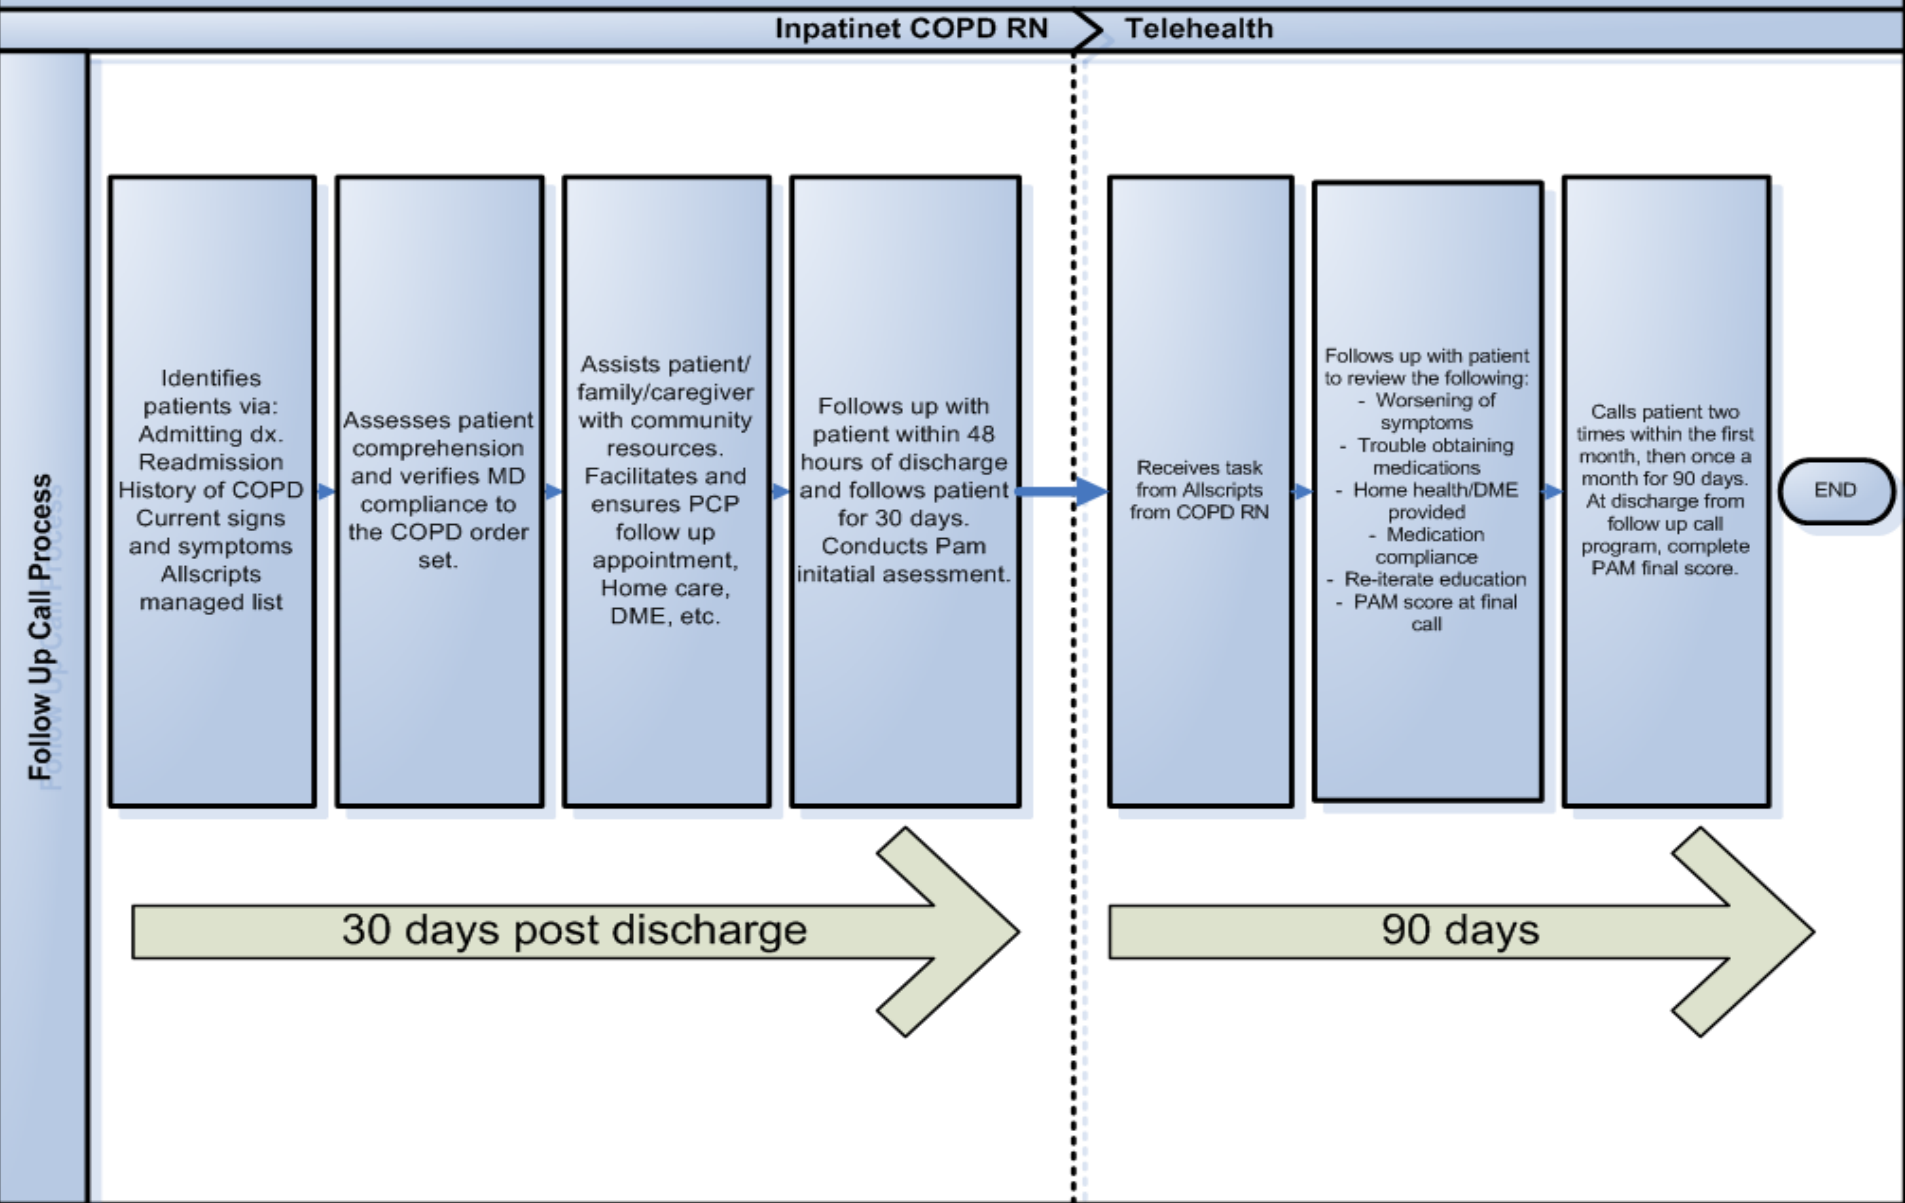 Inpatinet COPD RN
Telehealth
Follow Up Call Process
Identifies
patients via:
Admitting dx.
Readmission
History of COPD
Current signs
and symptoms
Allscripts
managed list
Assesses patient
comprehension
and verifies MD
compliance to
the COPD order
set.
Assists patient/
family/caregiver
with community
resources.
Facilitates and
ensures PCP
follow up
appointment,
Home care,
DME, etc.
Follows up with
patient within 48
hours of discharge
and follows patient
for 30 days.
Conducts Pam
initatial asessment.
Receives task
from Allscripts
from COPD RN
Follows up with patient
to review the following:
- Worsening of
symptoms
- Trouble obtaining
medications
- Home health/DME
provided
- Medication
compliance
- Re-iterate education
- PAM score at final
call
Calls patient two
times within the first
month, then once a
month for 90 days.
At discharge from
follow up call
program, complete
PAM final score.
END
30 days post discharge
90 days